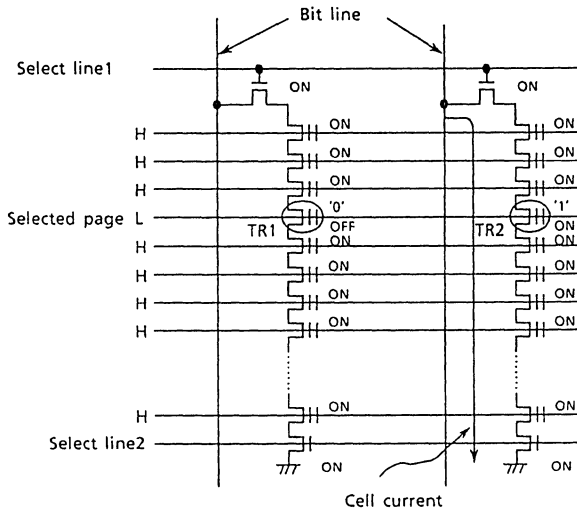 Bit line
Select line1
ON ON
H ON ON
H ON ON
H ON ON
Selected page L '0' '1'
TR1 OFF TR2 ON
H ON ON
H ON ON
H ON ON
H ON ON
H ON ON
Select line2
ON ON
Cell current